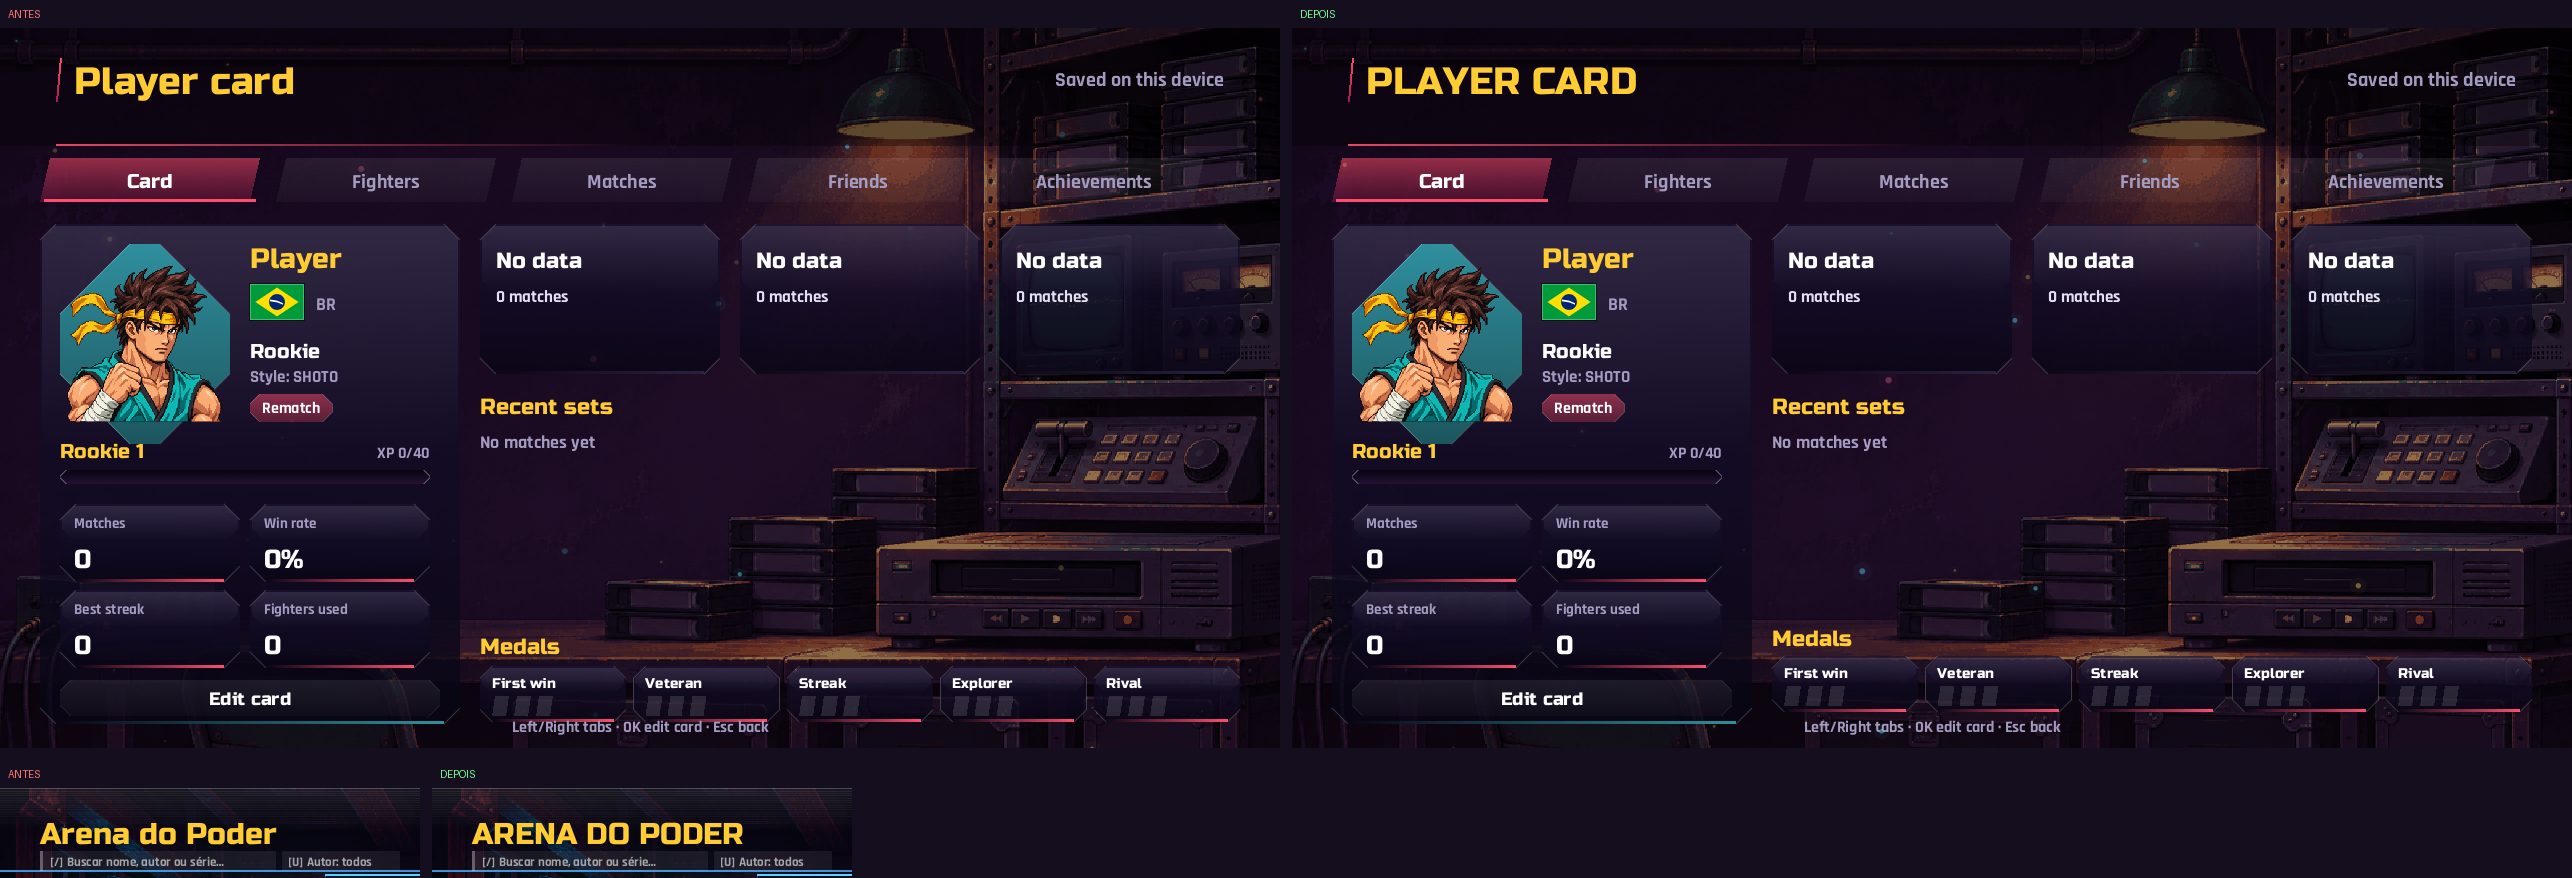 ANTES
Player card
Saved on this device
Card
Fighters
Matches
Friends
Achievements
Player
BR
Rookie
Style: SHOTO
Rematch
Rookie 1
XP 0/40
Matches
0
Win rate
0%
Best streak
0
Fighters used
0
Edit card
No data
0 matches
No data
0 matches
No data
0 matches
Recent sets
No matches yet
Medals
First win
Veteran
Streak
Explorer
Rival
Left/Right tabs · OK edit card · Esc back
DEPOIS
PLAYER CARD
Saved on this device
Card
Fighters
Matches
Friends
Achievements
Player
BR
Rookie
Style: SHOTO
Rematch
Rookie 1
XP 0/40
Matches
0
Win rate
0%
Best streak
0
Fighters used
0
Edit card
No data
0 matches
No data
0 matches
No data
0 matches
Recent sets
No matches yet
Medals
First win
Veteran
Streak
Explorer
Rival
Left/Right tabs · OK edit card · Esc back
ANTES
Arena do Poder
[/] Buscar nome, autor ou série...
[U] Autor: todos
DEPOIS
ARENA DO PODER
[/] Buscar nome, autor ou série...
[U] Autor: todos